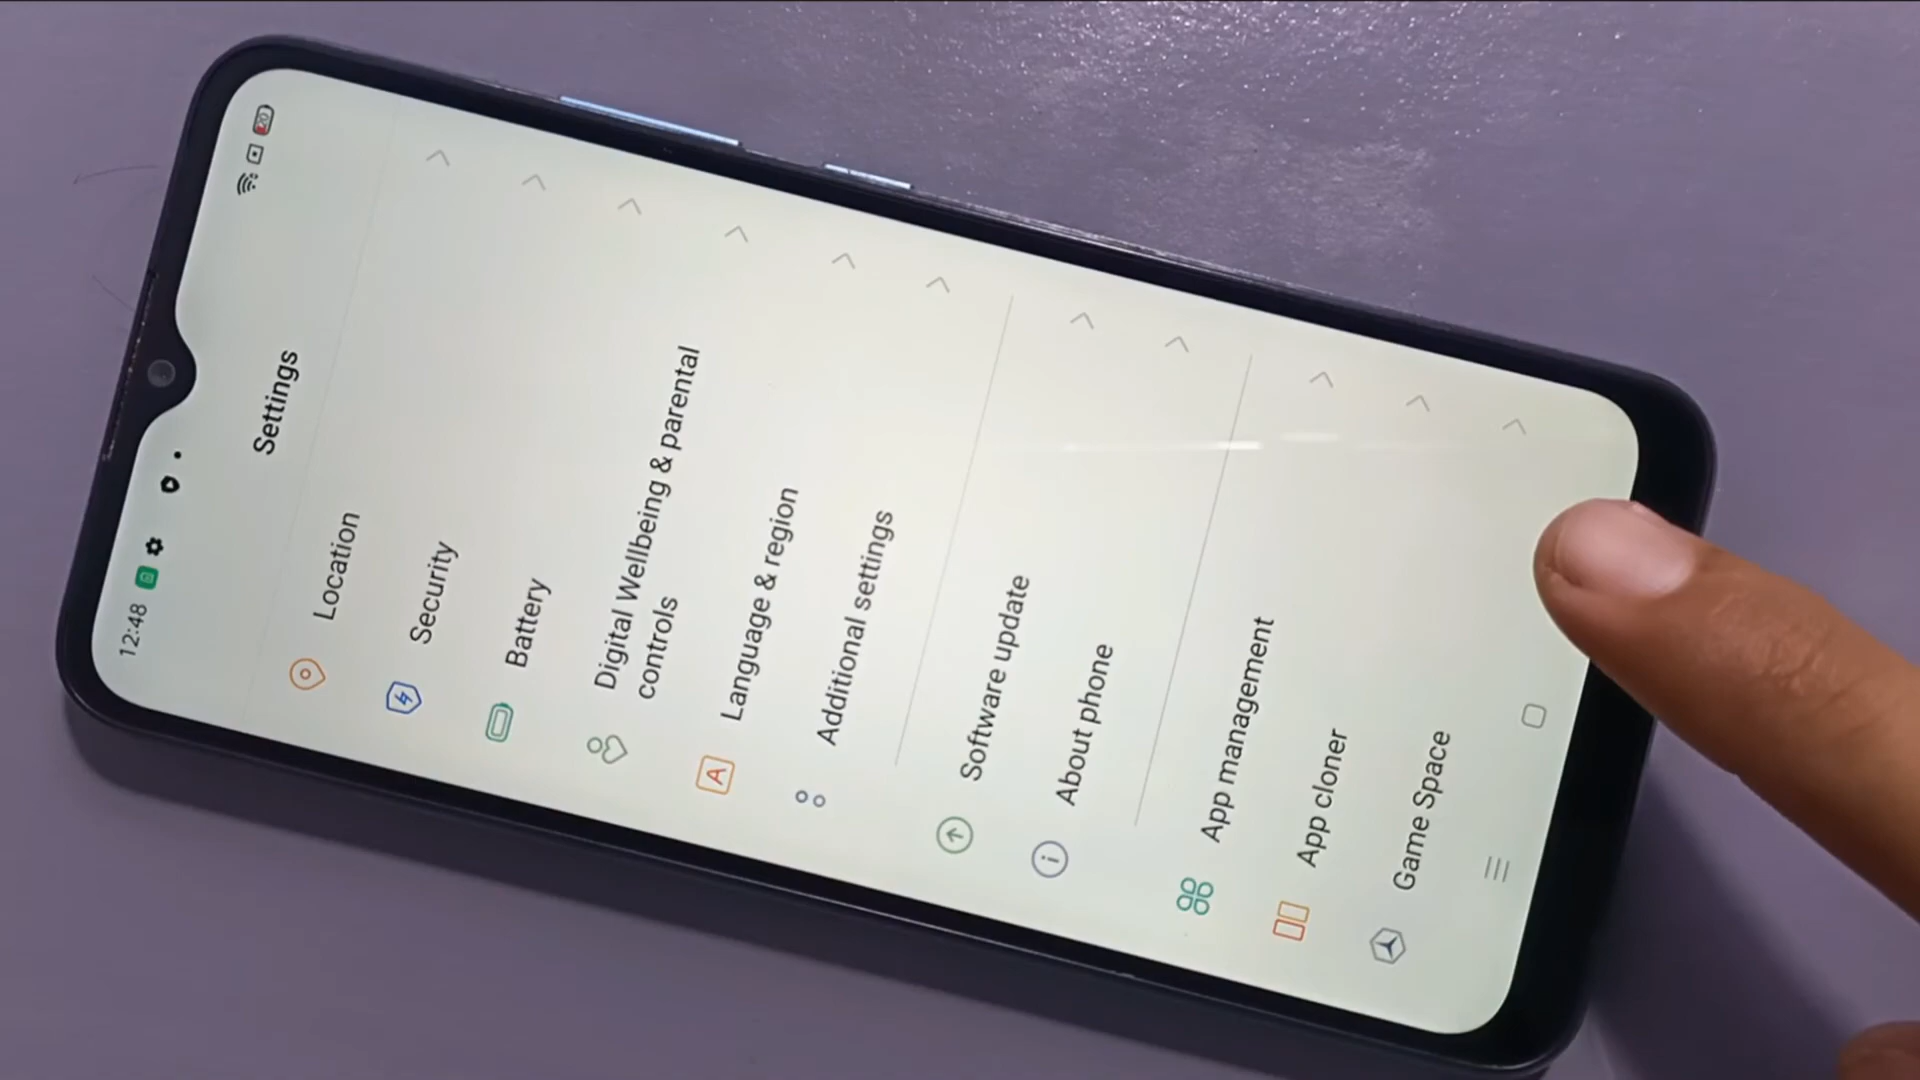 12:48
20
Settings
Location
Security
Battery
Digital Wellbeing & parental
controls
Language & region
A
Additional settings
Software update
About phone
App management
App cloner
Game Space